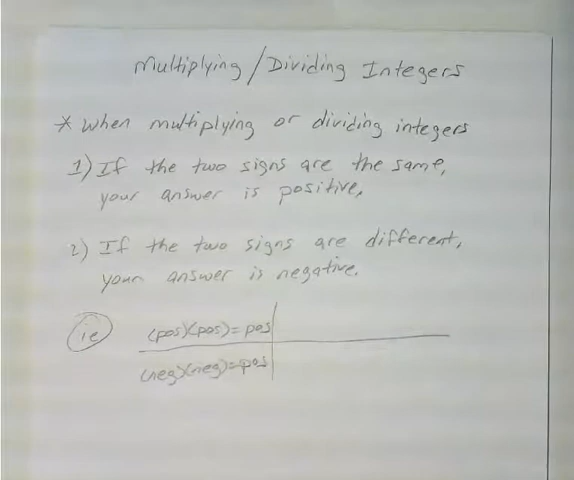 Multiplying/Dividing Integers
* When multiplying or dividing integers
1) If the two signs are the same,
your answer is positive,
2) If the two signs are different,
your answer is negative.
ie (pos)(pos)=pos
(neg)(neg)=pos